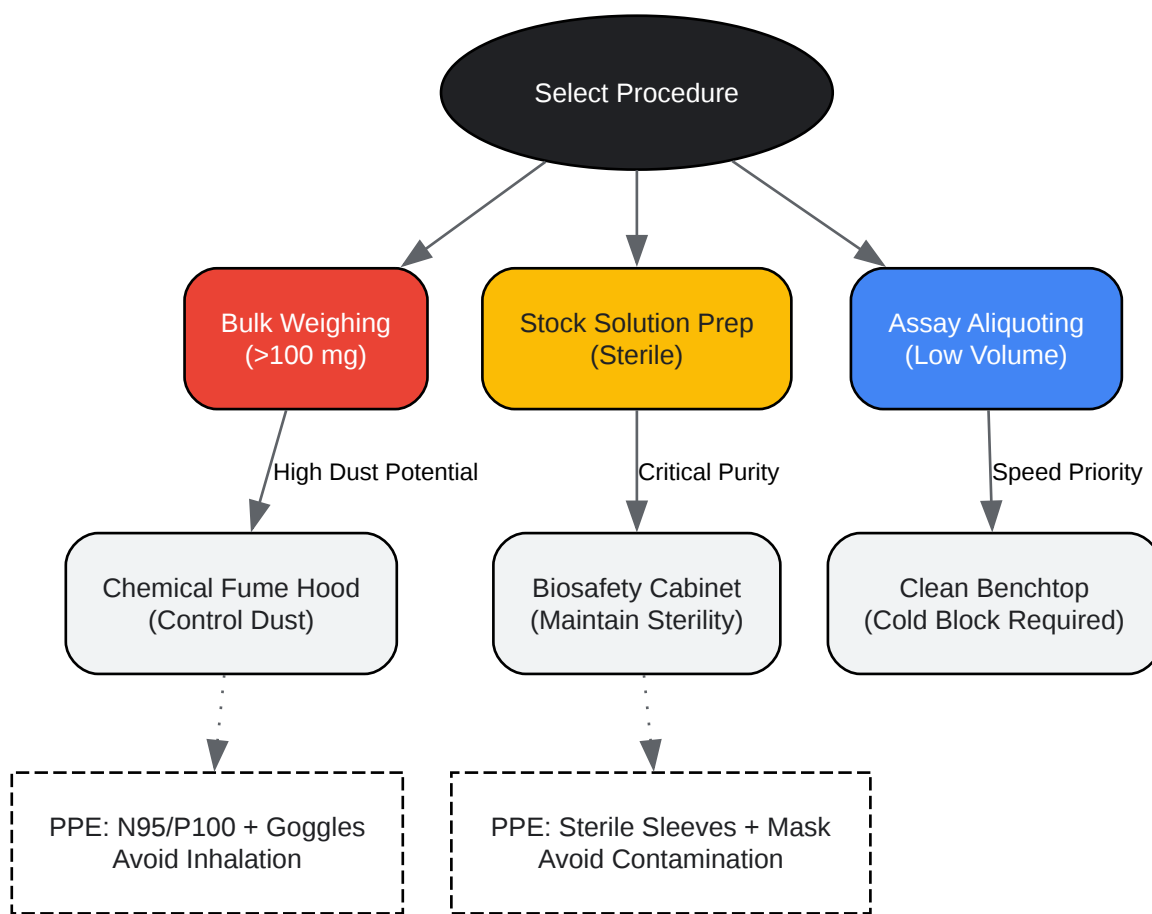 Select Procedure
Bulk Weighing
(>100 mg)
Stock Solution Prep
(Sterile)
Assay Aliquoting
(Low Volume)
High Dust Potential
Critical Purity
Speed Priority
Chemical Fume Hood
(Control Dust)
Biosafety Cabinet
(Maintain Sterility)
Clean Benchtop
(Cold Block Required)
PPE: N95/P100 + Goggles
Avoid Inhalation
PPE: Sterile Sleeves + Mask
Avoid Contamination